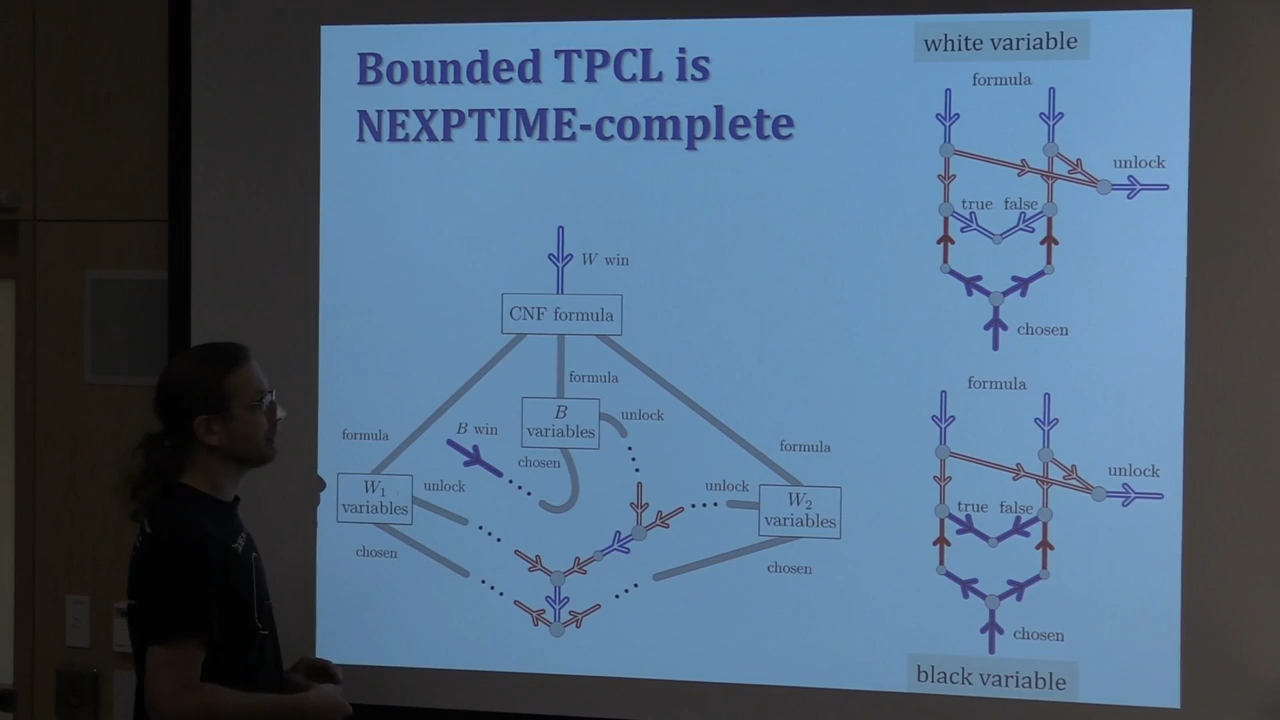 Bounded TPCL is
NEXPTIME-complete
W win
CNF formula
formula
B
variables
unlock
B win
chosen
formula
W1
variables
unlock
chosen
formula
unlock
W2
variables
chosen
white variable
formula
unlock
true false
chosen
formula
unlock
true false
chosen
black variable